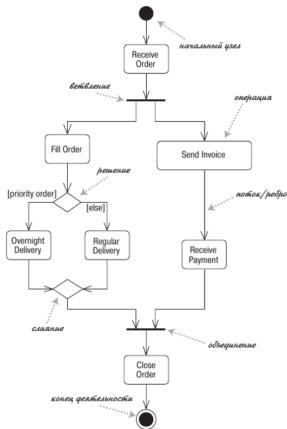 начальный узел
Receive
Order
ветвление
операция
Fill Order
Send Invoice
решение
[priority order]
[else]
поток/ребро
Overnight
Delivery
Regular
Delivery
Receive
Payment
слияние
объединение
Close
Order
конец деятельности